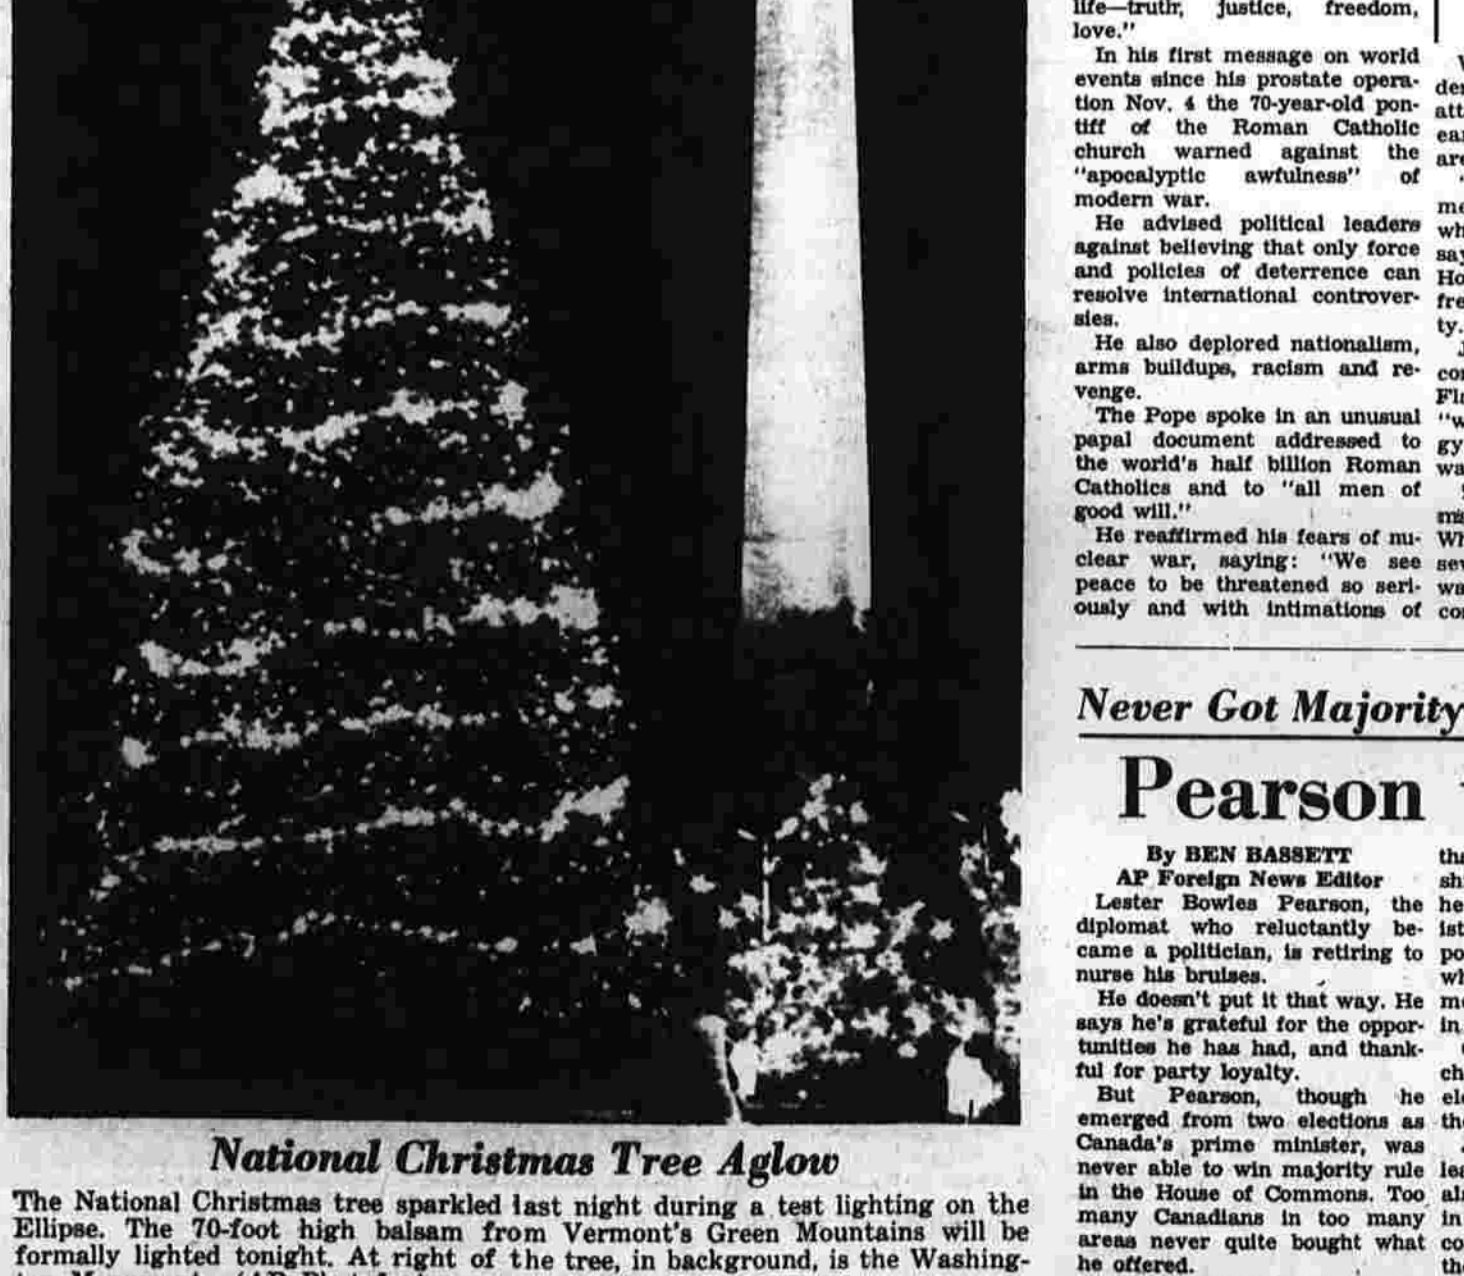 National Christmas Tree Aglow
The National Christmas tree sparkled last night during a test lighting on the
Ellipse. The 70-foot high balsam from Vermont's Green Mountains will be
formally lighted tonight. At right of the tree, in background, is the Washing-
life—truth, justice, freedom,
love."
In his first message on world
events since his prostate opera-
tion Nov. 4 the 70-year-old pon-
tiff of the Roman Catholic
church warned against the
"apocalyptic awfulness" of
modern war.
He advised political leaders
against believing that only force
and policies of deterrence can
resolve international controver-
sies.
He also deplored nationalism,
arms buildups, racism and re-
venge.
The Pope spoke in an unusual
papal document addressed to
the world's half billion Roman
Catholics and to "all men of
good will."
He reaffirmed his fears of nu-
clear war, saying: "We see
peace to be threatened so seri-
ously and with intimations of
Never Got Majority
Pearson
By BEN BASSETT
AP Foreign News Editor
Lester Bowles Pearson, the
diplomat who reluctantly be-
came a politician, is retiring to
nurse his bruises.
He doesn't put it that way. He
says he's grateful for the oppor-
tunities he has had, and thank-
ful for party loyalty.
But Pearson, though he
emerged from two elections as
Canada's prime minister, was
never able to win majority rule
in the House of Commons. Too
many Canadians in too many
areas never quite bought what
he offered.